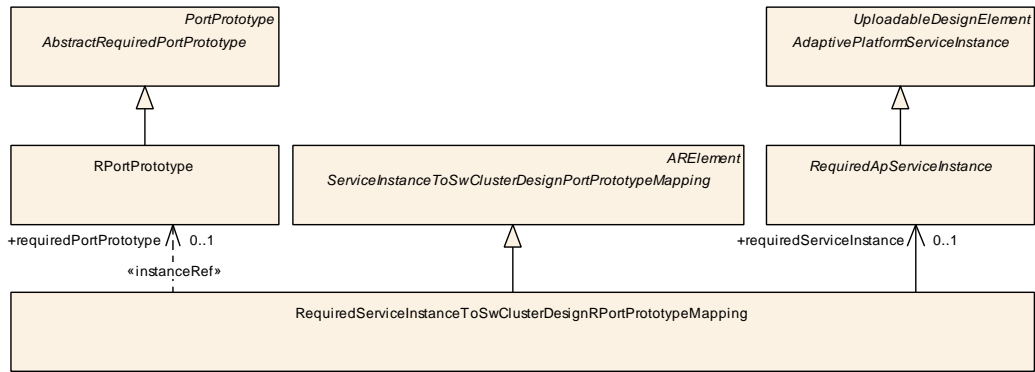 PortPrototype
AbstractRequiredPortPrototype
UploadableDesignElement
AdaptivePlatformServiceInstance
RPortPrototype
ARElement
ServiceInstanceToSwClusterDesignPortPrototypeMapping
RequiredApServiceInstance
+requiredPortPrototype 0..1
+requiredServiceInstance 0..1
«instanceRef»
RequiredServiceInstanceToSwClusterDesignRPortPrototypeMapping